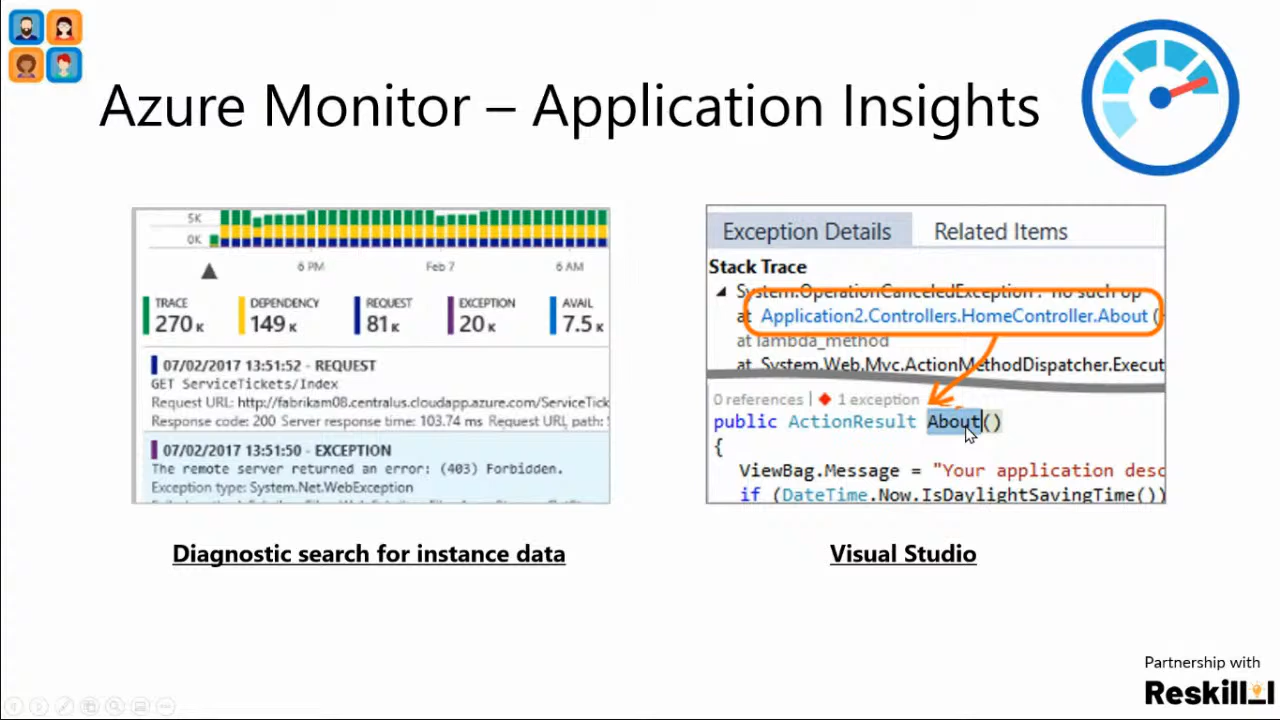 Azure Monitor – Application Insights
5K
0K
6 PM Feb 7 6 AM
TRACE DEPENDENCY REQUEST EXCEPTION AVAIL
270 K 149 K 81 K 20 K 7.5 K
07/02/2017 13:51:52 - REQUEST
GET ServiceTickets/Index
Request URL: http://fabrikam08.centralus.cloudapp.azure.com/ServiceTick
Response code: 200 Server response time: 103.74 ms Request URL path:
07/02/2017 13:51:50 - EXCEPTION
The remote server returned an error: (403) Forbidden.
Exception type: System.Net.WebException
Diagnostic search for instance data
Exception Details Related Items
Stack Trace
System.OperationCanceledException : no such op
at Application2.Controllers.HomeController.About (
at lambda_method
at System.Web.Mvc.ActionMethodDispatcher.Execut
0 references | 1 exception
public ActionResult About()
{
ViewBag.Message = "Your application desc
if (DateTime.Now.IsDaylightSavingTime())
Visual Studio
Partnership with
Reskilll